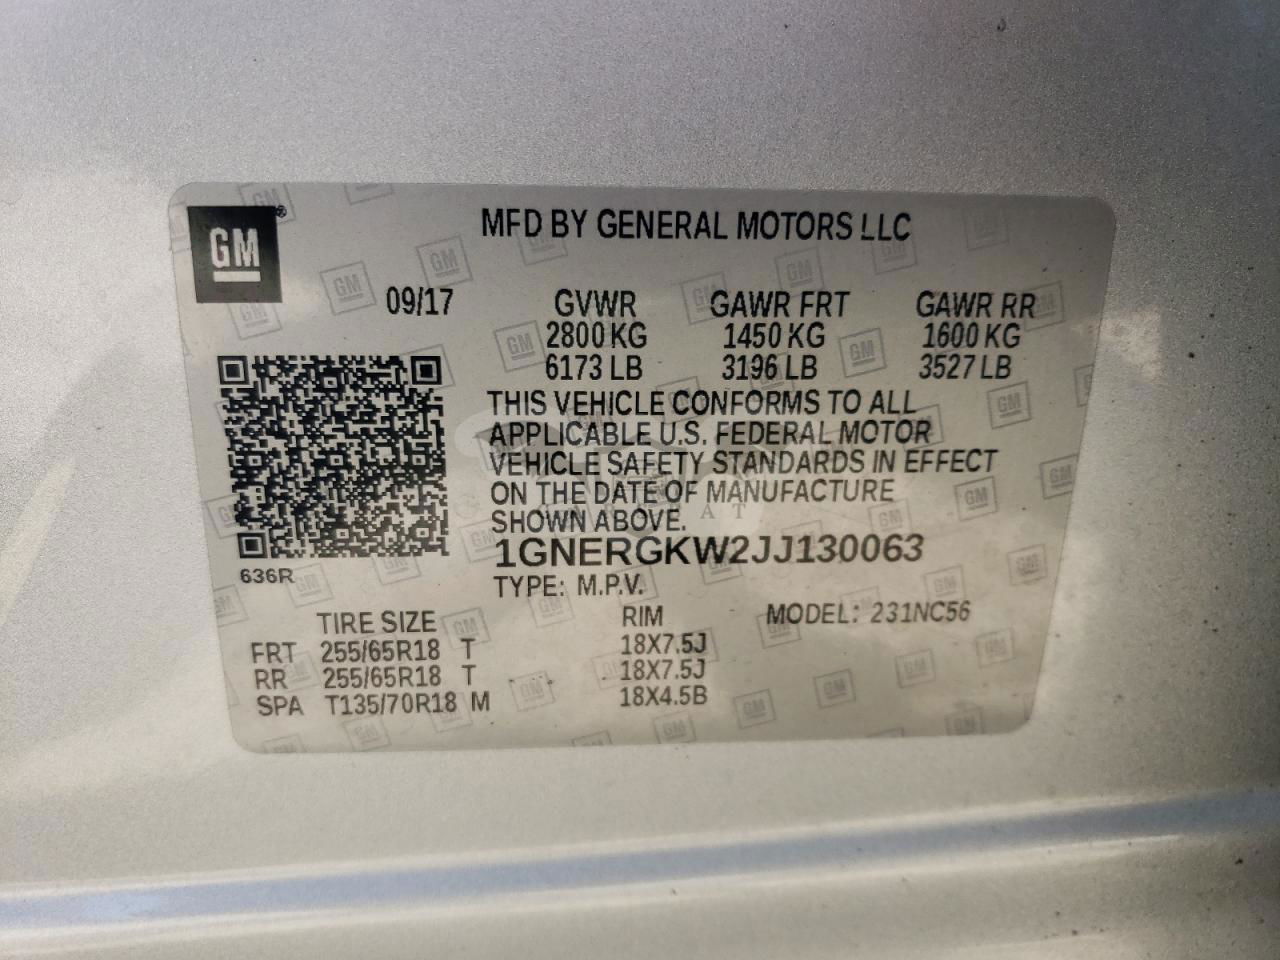 GM®
MFD BY GENERAL MOTORS LLC
09/17 GVWR GAWR FRT GAWR RR
2800 KG 1450 KG 1600 KG
6173 LB 3196 LB 3527 LB
THIS VEHICLE CONFORMS TO ALL
APPLICABLE U.S. FEDERAL MOTOR
VEHICLE SAFETY STANDARDS IN EFFECT
ON THE DATE OF MANUFACTURE
SHOWN ABOVE.
1GNERGKW2JJ130063
636R
TYPE: M.P.V.
TIRE SIZE RIM MODEL: 231NC56
FRT 255/65R18 T 18X7.5J
RR 255/65R18 T 18X7.5J
SPA T135/70R18 M 18X4.5B